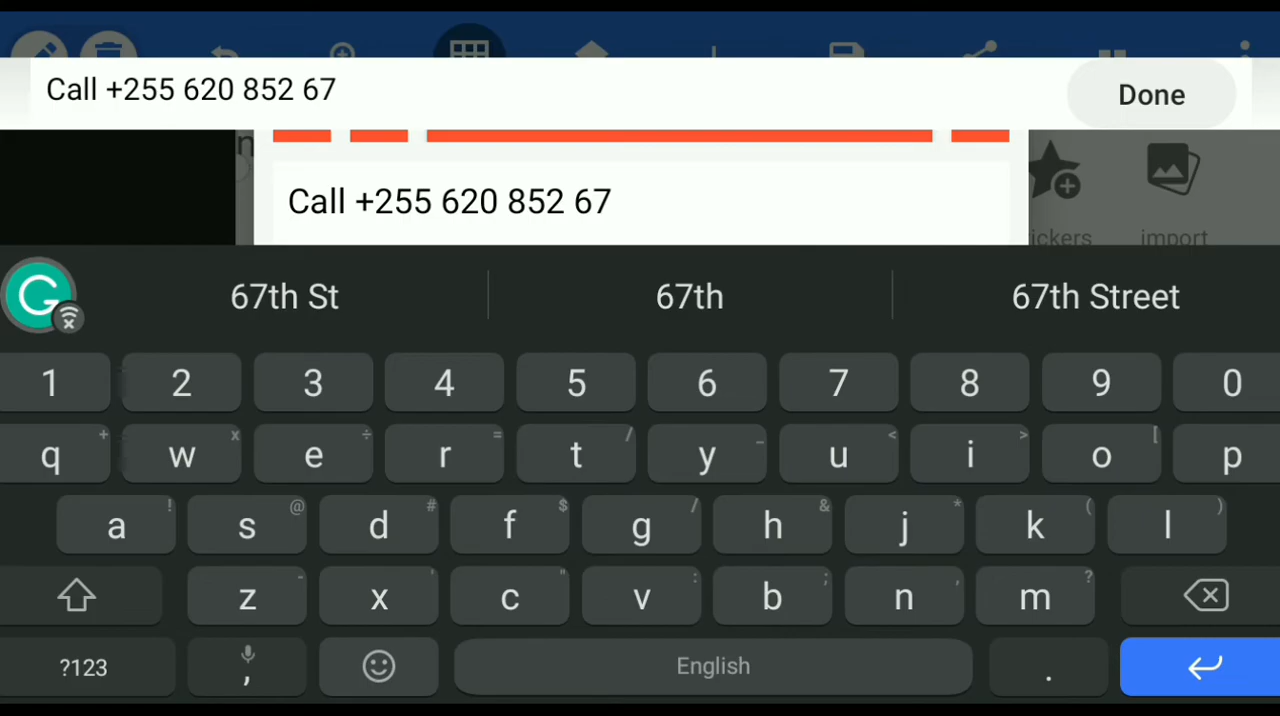 Call +255 620 852 67
Done
Call +255 620 852 67
ickers
import
67th St
67th
67th Street
1 2 3 4 5 6 7 8 9 0
+ x ÷ = / _ < > [
q w e r t y u i o p
! @ # $ / & * ( )
a s d f g h j k l
- ' " : ; , ?
z x c v b n m
?123 , English .